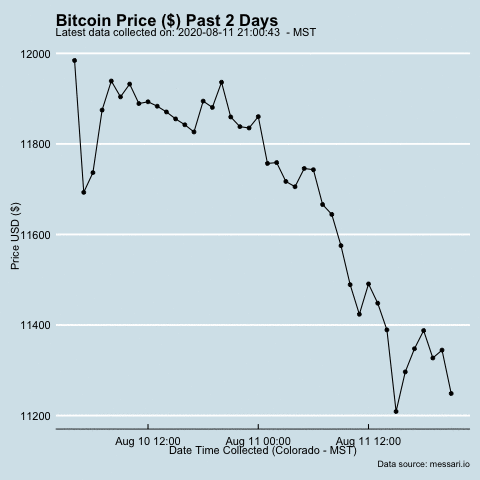 Bitcoin Price ($) Past 2 Days
Latest data collected on: 2020-08-11 21:00:43  - MST
12000
11800
11600
11400
11200
Price USD ($)
Aug 10 12:00 Aug 11 00:00 Aug 11 12:00
Date Time Collected (Colorado - MST)
Data source: messari.io